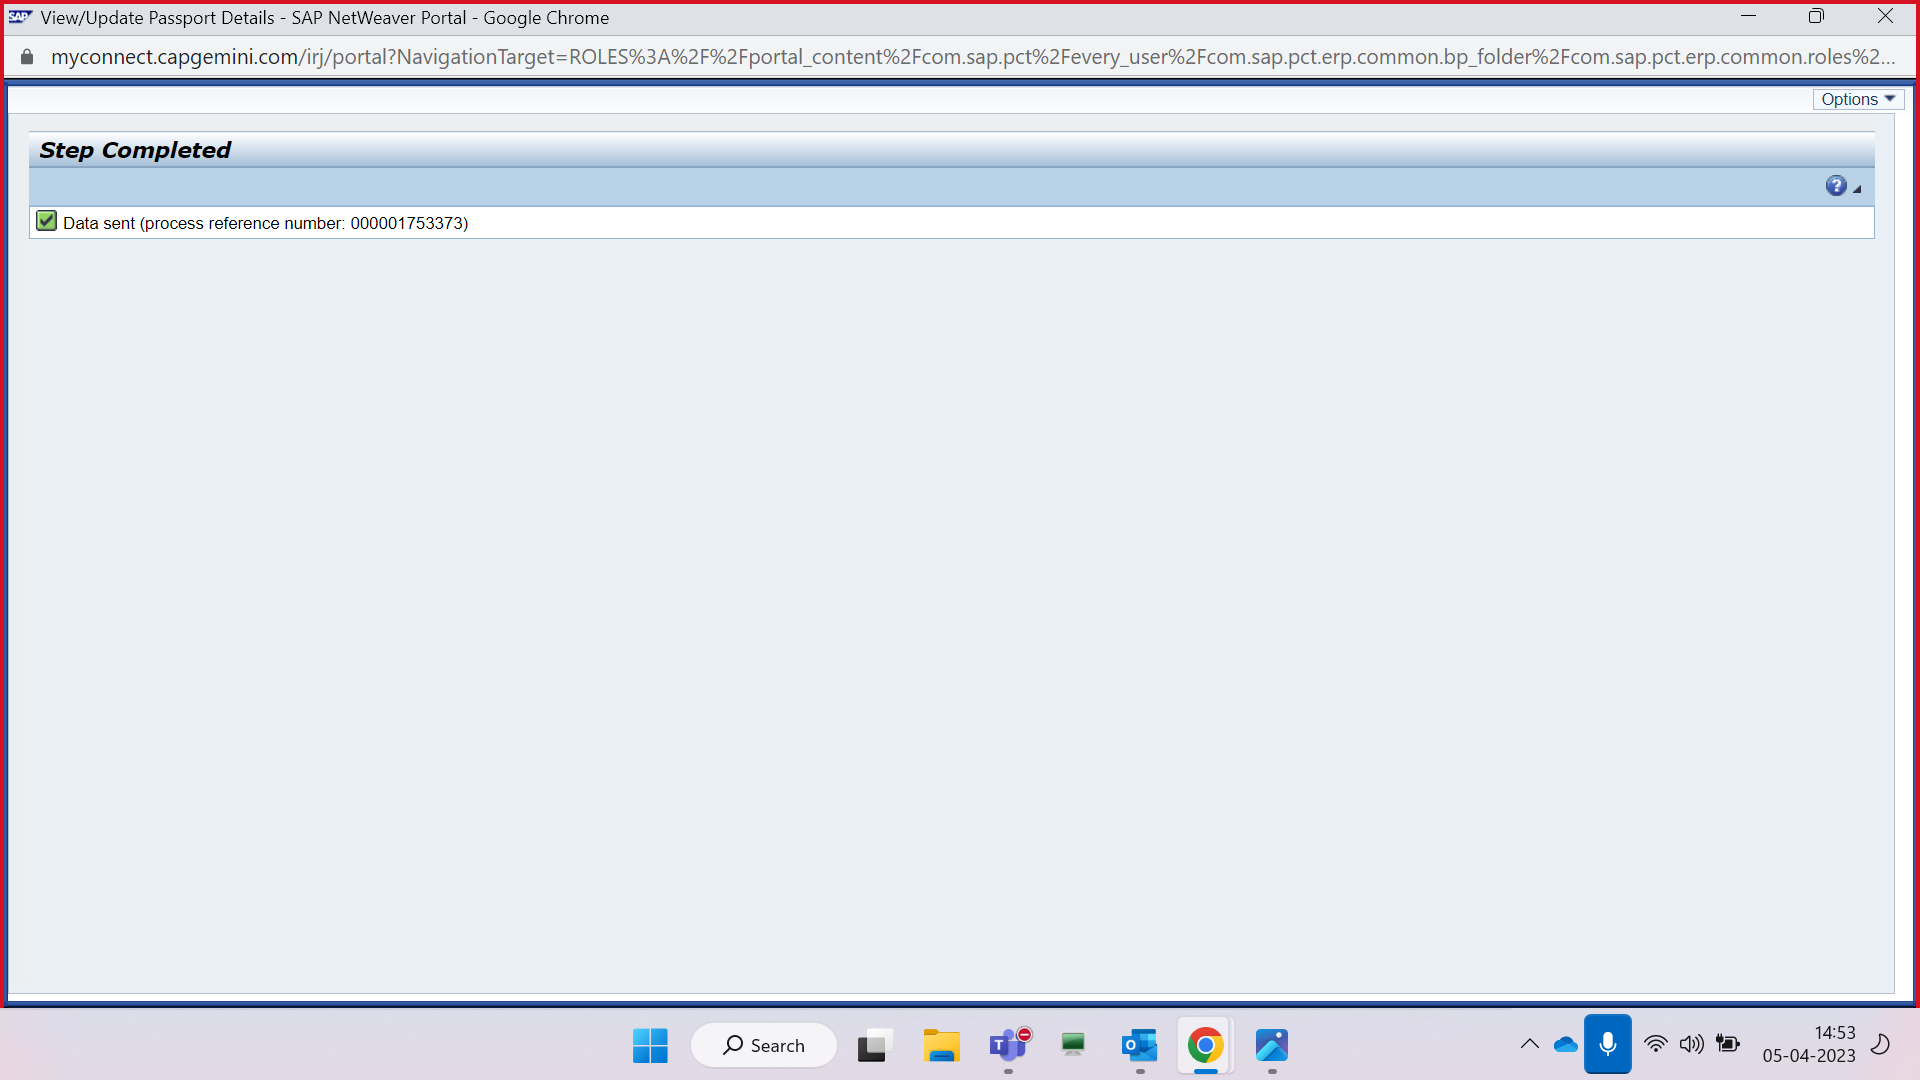 SAP View/Update Passport Details - SAP NetWeaver Portal - Google Chrome
myconnect.capgemini.com/irj/portal?NavigationTarget=ROLES%3A%2F%2Fportal_content%2Fcom.sap.pct%2Fevery_user%2Fcom.sap.pct.erp.common.bp_folder%2Fcom.sap.pct.erp.common.roles%2...
Options
Step Completed
?
Data sent (process reference number: 000001753373)
Search
T
O
14:53
05-04-2023